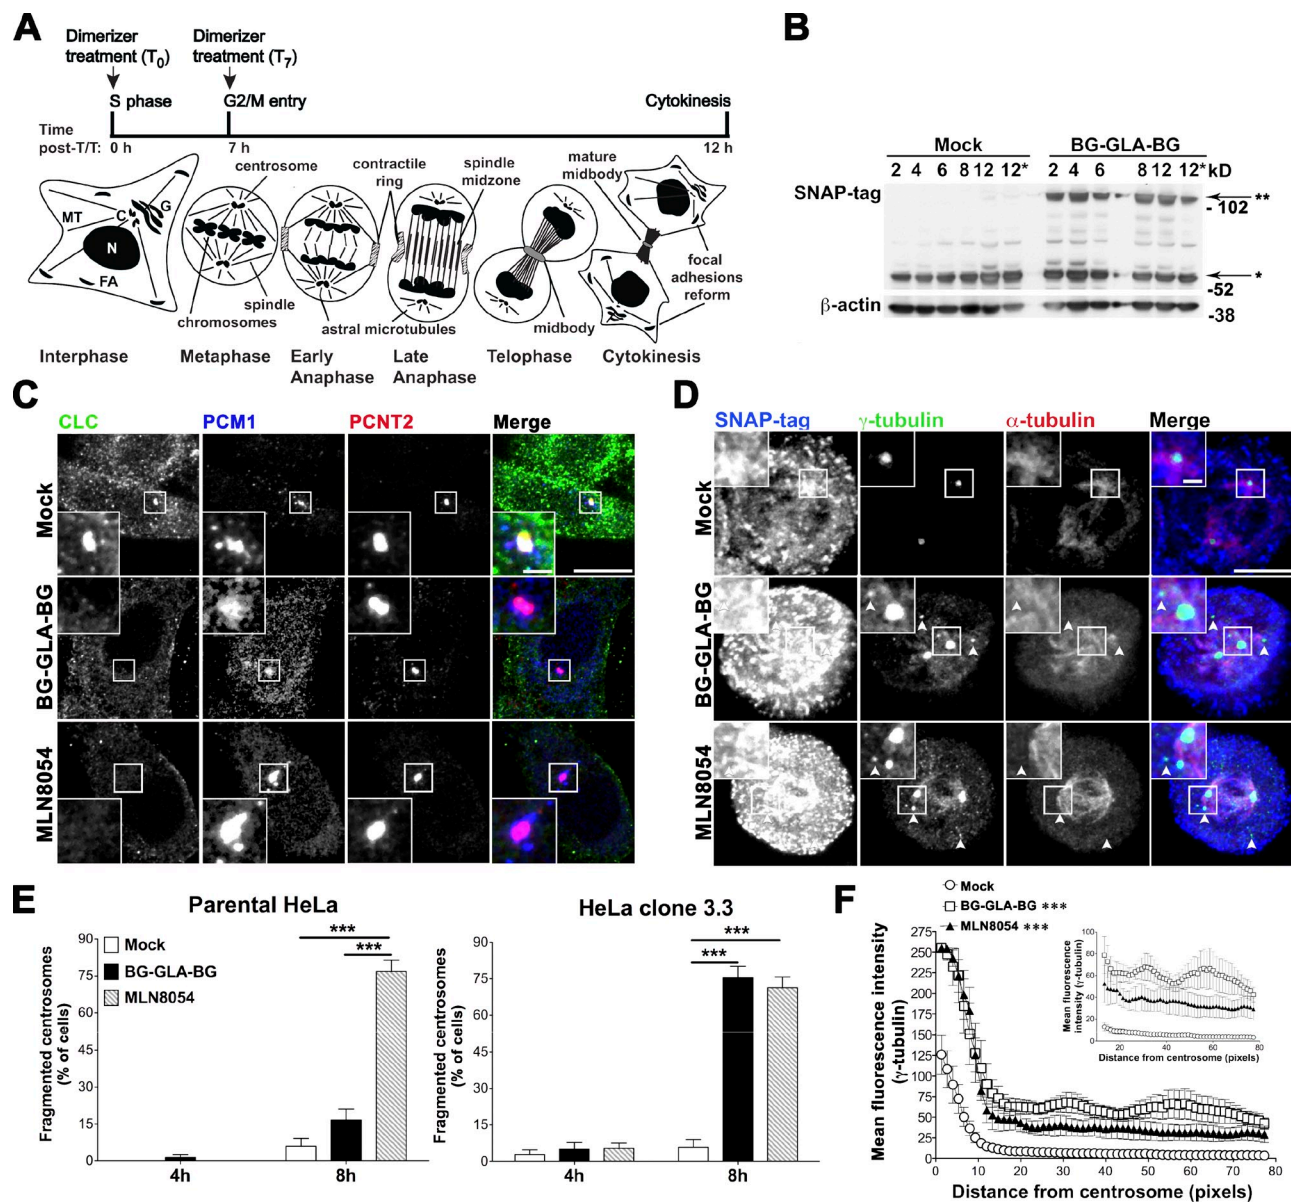 A
Dimerizer
treatment (T0)
Dimerizer
treatment (T7)
S phase
G2/M entry
Cytokinesis
Time
post-T/T:
0 h
7 h
12 h
centrosome
contractile
ring
spindle
midzone
mature
midbody
MT
C
G
N
FA
focal
adhesions
reform
spindle
chromosomes
astral microtubules
midbody
Interphase
Metaphase
Early
Anaphase
Late
Anaphase
Telophase
Cytokinesis
B
Mock
BG-GLA-BG
2 4 6 8 12 12*
2 4 6 8 12 12* kD
SNAP-tag
**
- 102
*
-52
β-actin
-38
C
CLC
PCM1
PCNT2
Merge
Mock
BG-GLA-BG
MLN8054
D
SNAP-tag
γ-tubulin
α-tubulin
Merge
Mock
BG-GLA-BG
MLN8054
E
Parental HeLa
Fragmented centrosomes
(% of cells)
90
75
60
45
30
15
0
Mock
BG-GLA-BG
MLN8054
***
***
4h
8h
HeLa clone 3.3
Fragmented centrosomes
(% of cells)
90
75
60
45
30
15
0
***
***
4h
8h
F
Mock
BG-GLA-BG ***
MLN8054 ***
Mean fluorescence intensity
(γ-tubulin)
275
250
225
200
175
150
125
100
75
50
25
0
0 10 20 30 40 50 60 70 80
Distance from centrosome (pixels)
Mean fluorescence
intensity (γ-tubulin)
100
80
60
40
20
0
20 40 60 80
Distance from centrosome (pixels)